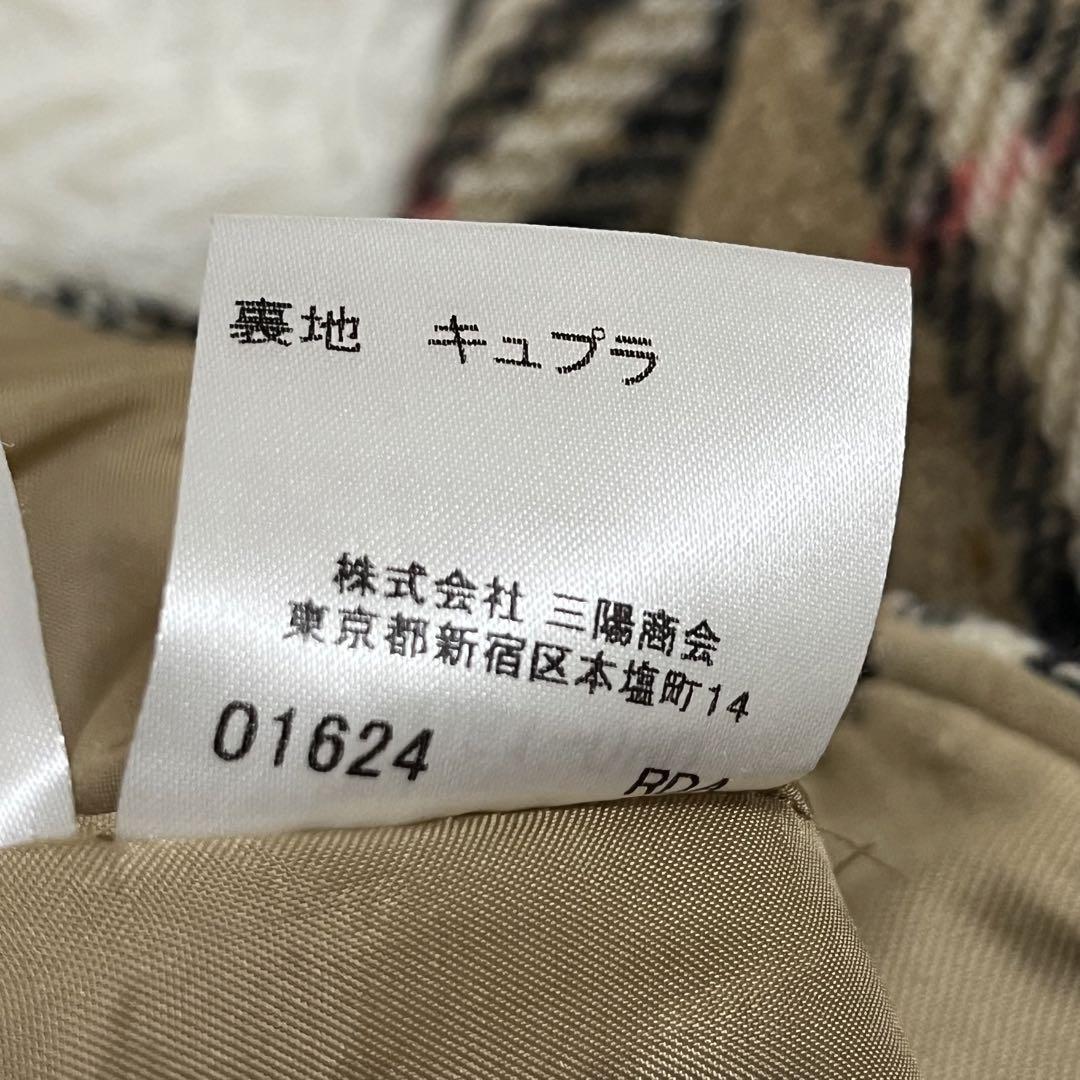 裏地 キュプラ
株式会社 三陽商会
東京都新宿区本塩町14
01624